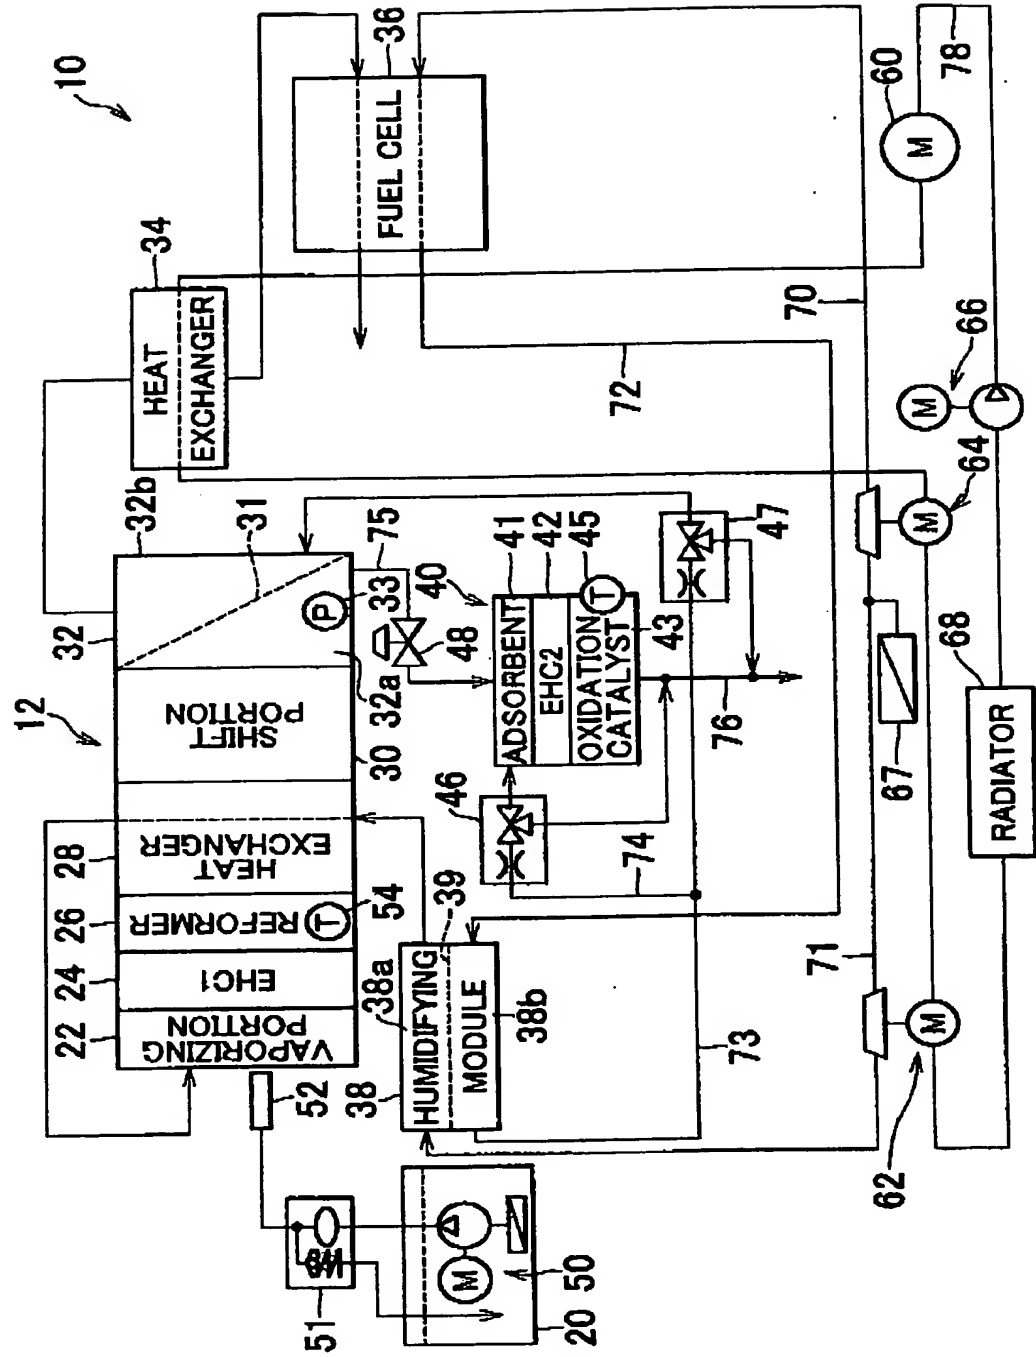 10
12
22
24
26
28
30
32
32b
31
75
33
32a
34
36
VAPORIZING
PORTION
EHC1
REFORMER
T
54
HEAT
EXCHANGER
SHIFT
PORTION
P
HEAT
EXCHANGER
FUEL CELL
52
51
50
20
M
38
38a
39
HUMIDIFYING
MODULE
38b
46
48
40
41
42
45
43
ADSORBENT
EHC2
OXIDATION
CATALYST
T
47
74
76
73
72
70
71
67
62
M
64
M
66
M
60
M
78
68
RADIATOR